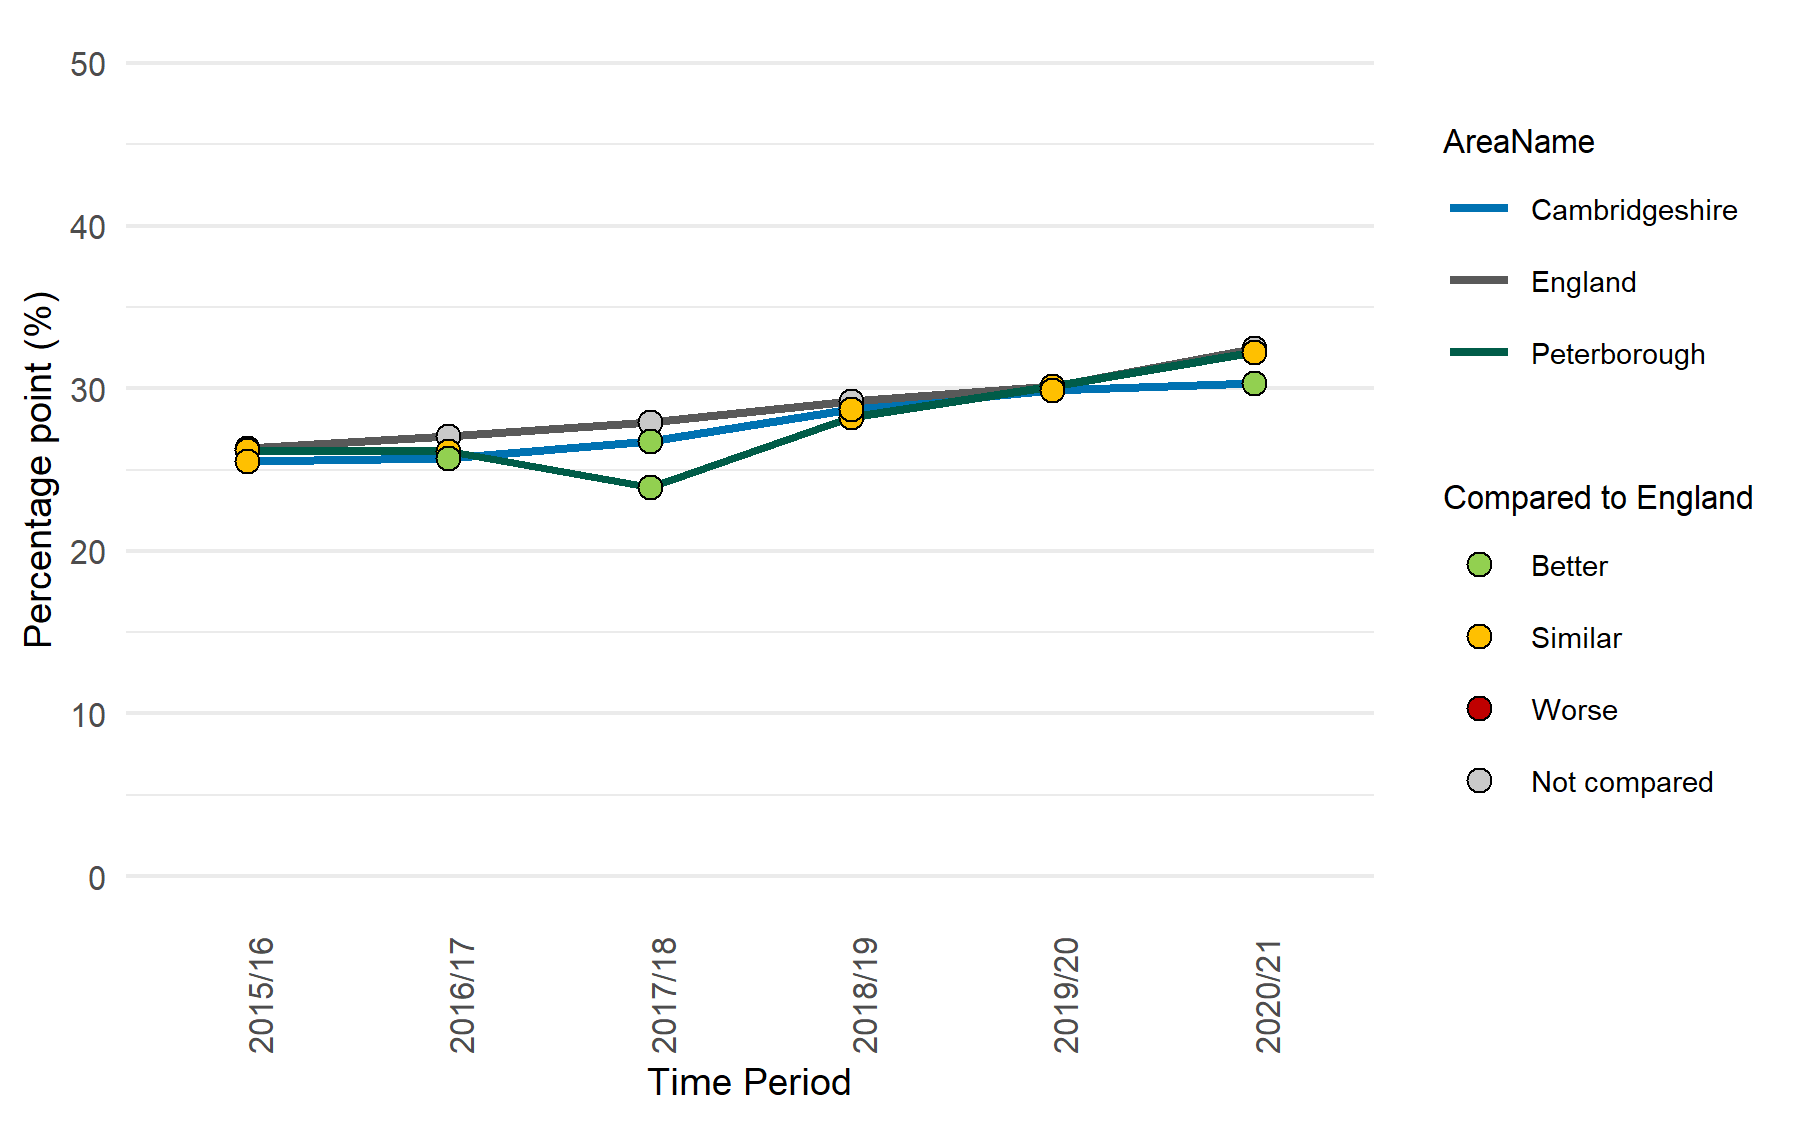 50
40
30
20
10
0
Percentage point (%)
2015/16
2016/17
2017/18
2018/19
2019/20
2020/21
Time Period
AreaName
Cambridgeshire
England
Peterborough
Compared to England
Better
Similar
Worse
Not compared